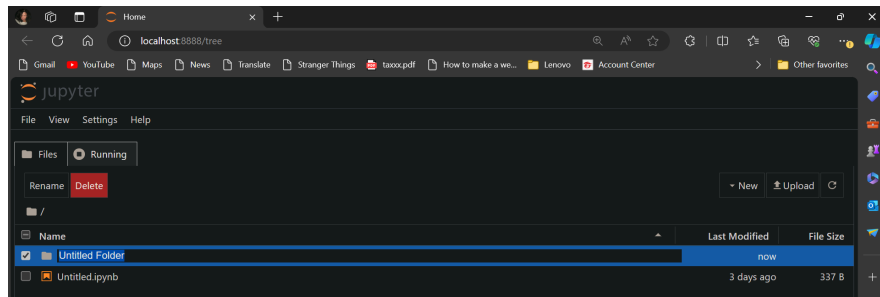 Home
localhost:8888/tree
Gmail YouTube Maps News Translate Stranger Things taxxx.pdf How to make a we... Lenovo Account Center Other favorites
jupyter
File View Settings Help
Files Running
Rename Delete New Upload
/
Name Last Modified File Size
Untitled Folder now
Untitled.ipynb 3 days ago 337 B